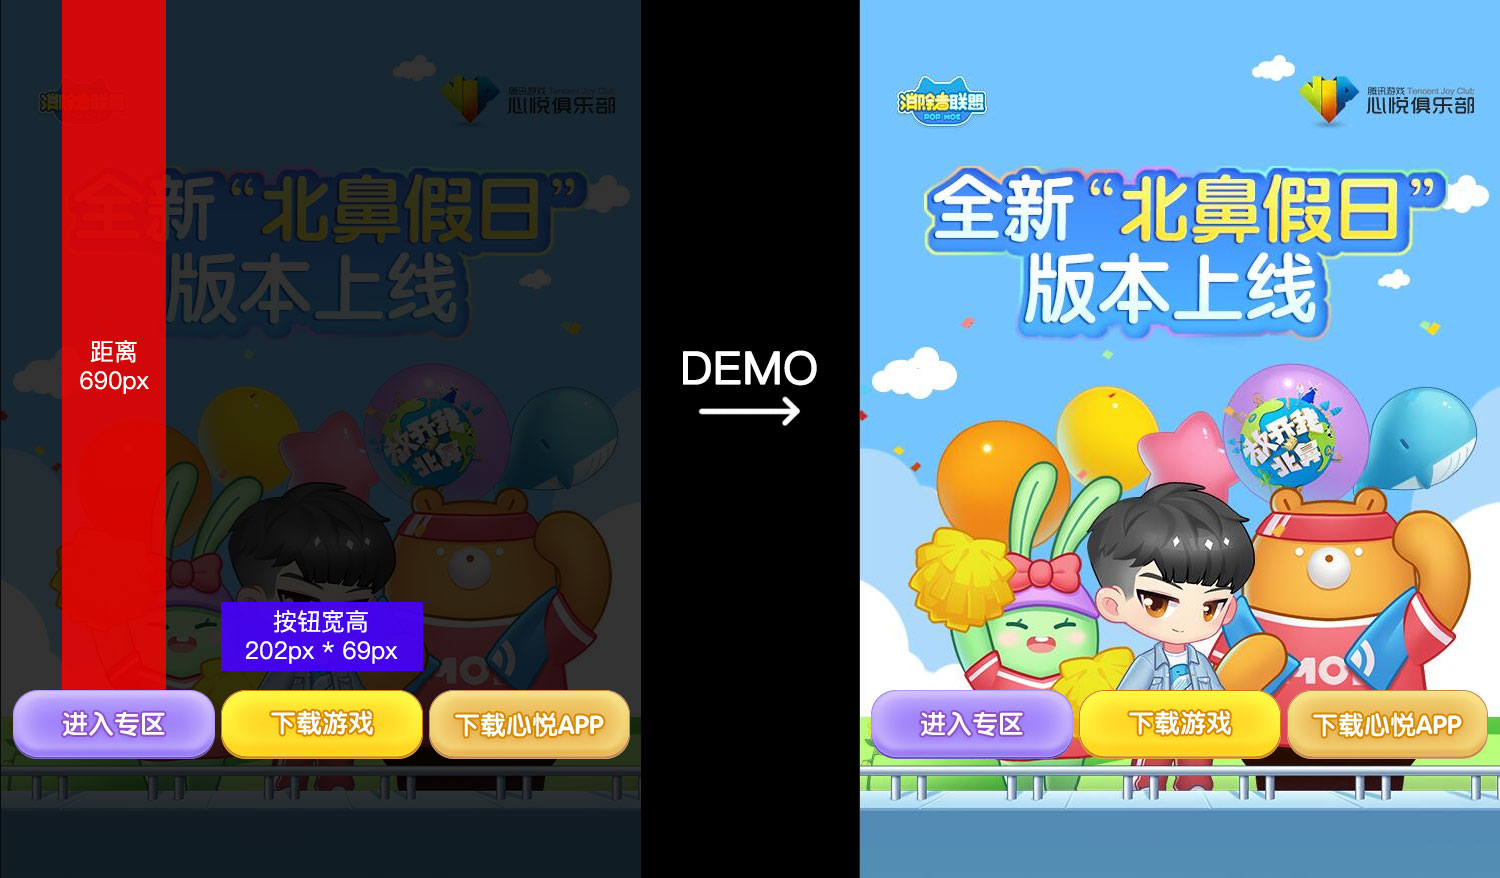 消除者联盟
腾讯游戏 Tencent Joy Club
心悦俱乐部
全新“北鼻假日”
版本上线
距离
690px
放开我
北鼻
按钮宽高
202px * 69px
进入专区
下载游戏
下载心悦APP
DEMO
消除者联盟
POP MOE
腾讯游戏 Tencent Joy Club
心悦俱乐部
全新“北鼻假日”
版本上线
放开我
北鼻
进入专区
下载游戏
下载心悦APP